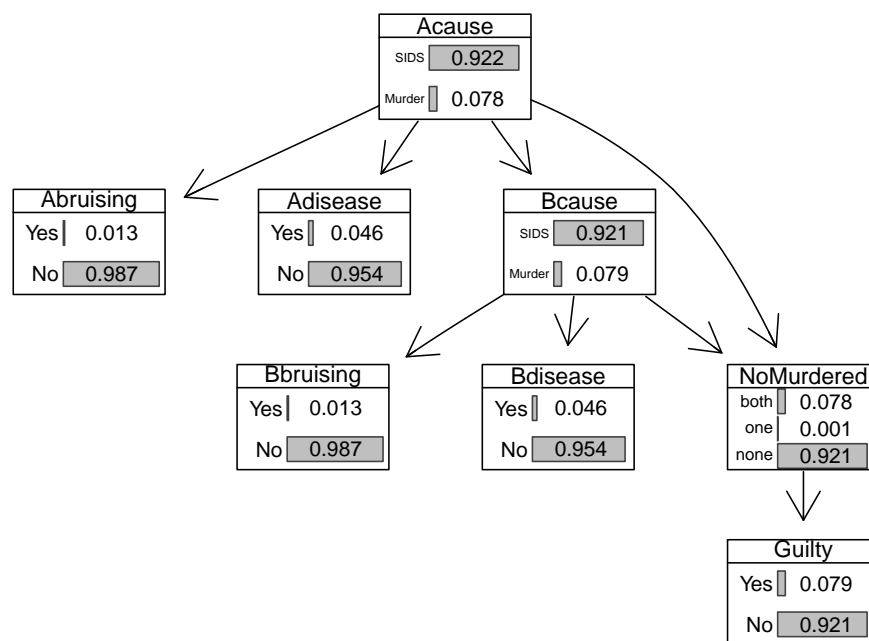 Acause
SIDS 0.922
Murder 0.078
Abruising
Yes 0.013
No 0.987
Adisease
Yes 0.046
No 0.954
Bcause
SIDS 0.921
Murder 0.079
Bbruising
Yes 0.013
No 0.987
Bdisease
Yes 0.046
No 0.954
NoMurdered
both 0.078
one 0.001
none 0.921
Guilty
Yes 0.079
No 0.921